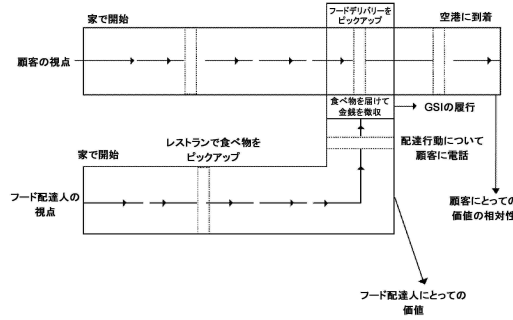 家で開始
フードデリバリーを
ピックアップ
空港に到着
顧客の視点
食べ物を届けて
金銭を徴収
GSIの履行
家で開始
レストランで食べ物を
ピックアップ
配達行動について
顧客に電話
フード配達人の
視点
顧客にとっての
価値の相対性
フード配達人にとっての
価値